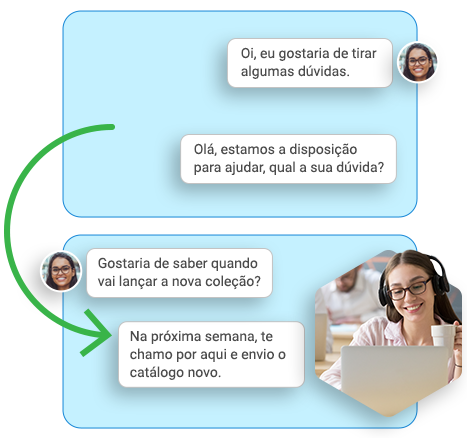 Oi, eu gostaria de tirar
algumas dúvidas.
Olá, estamos a disposição
para ajudar, qual a sua dúvida?
Gostaria de saber quando
vai lançar a nova coleção?
Na próxima semana, te
chamo por aqui e envio o
catálogo novo.